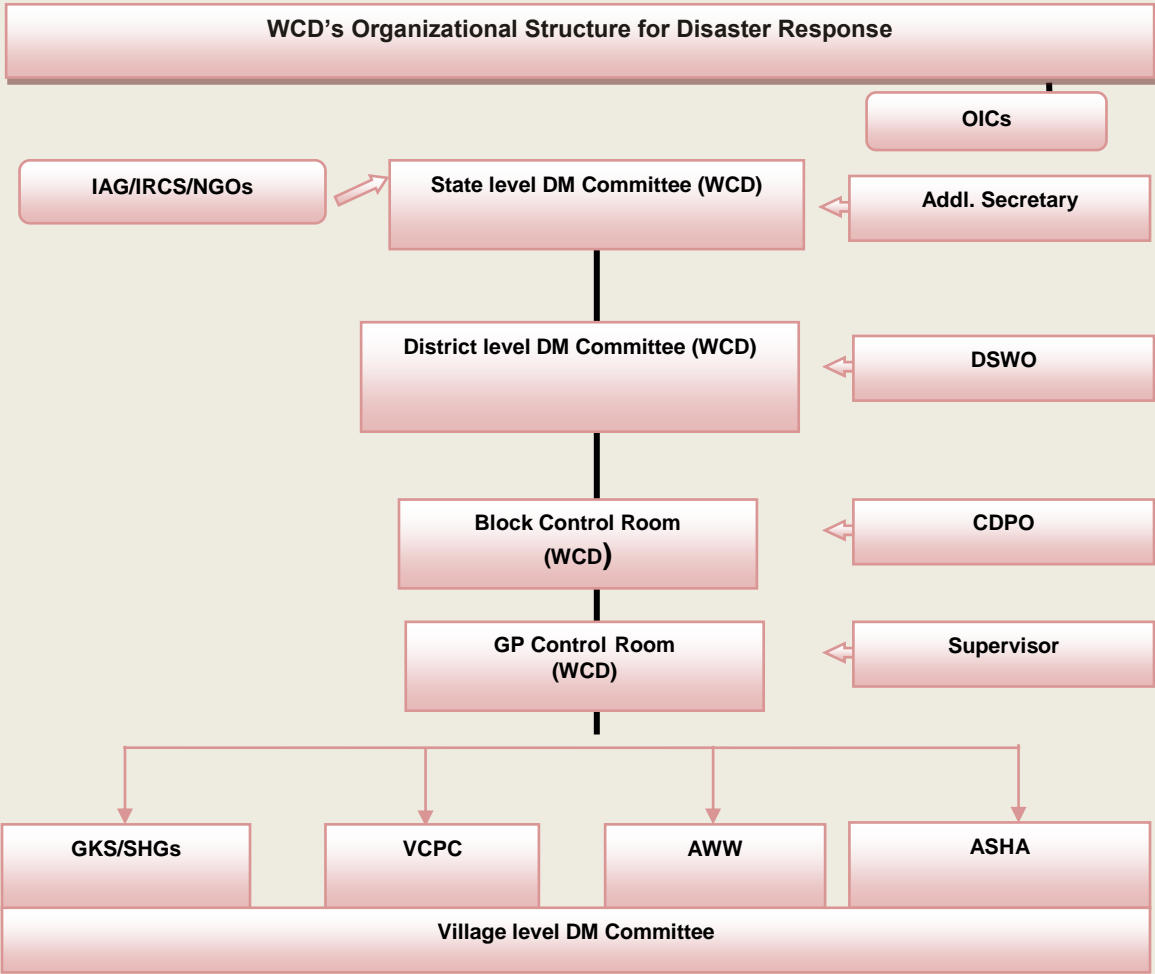 WCD’s Organizational Structure for Disaster Response
OICs
IAG/IRCS/NGOs
State level DM Committee (WCD)
Addl. Secretary
District level DM Committee (WCD)
DSWO
Block Control Room
(WCD)
CDPO
GP Control Room
(WCD)
Supervisor
GKS/SHGs
VCPC
AWW
ASHA
Village level DM Committee